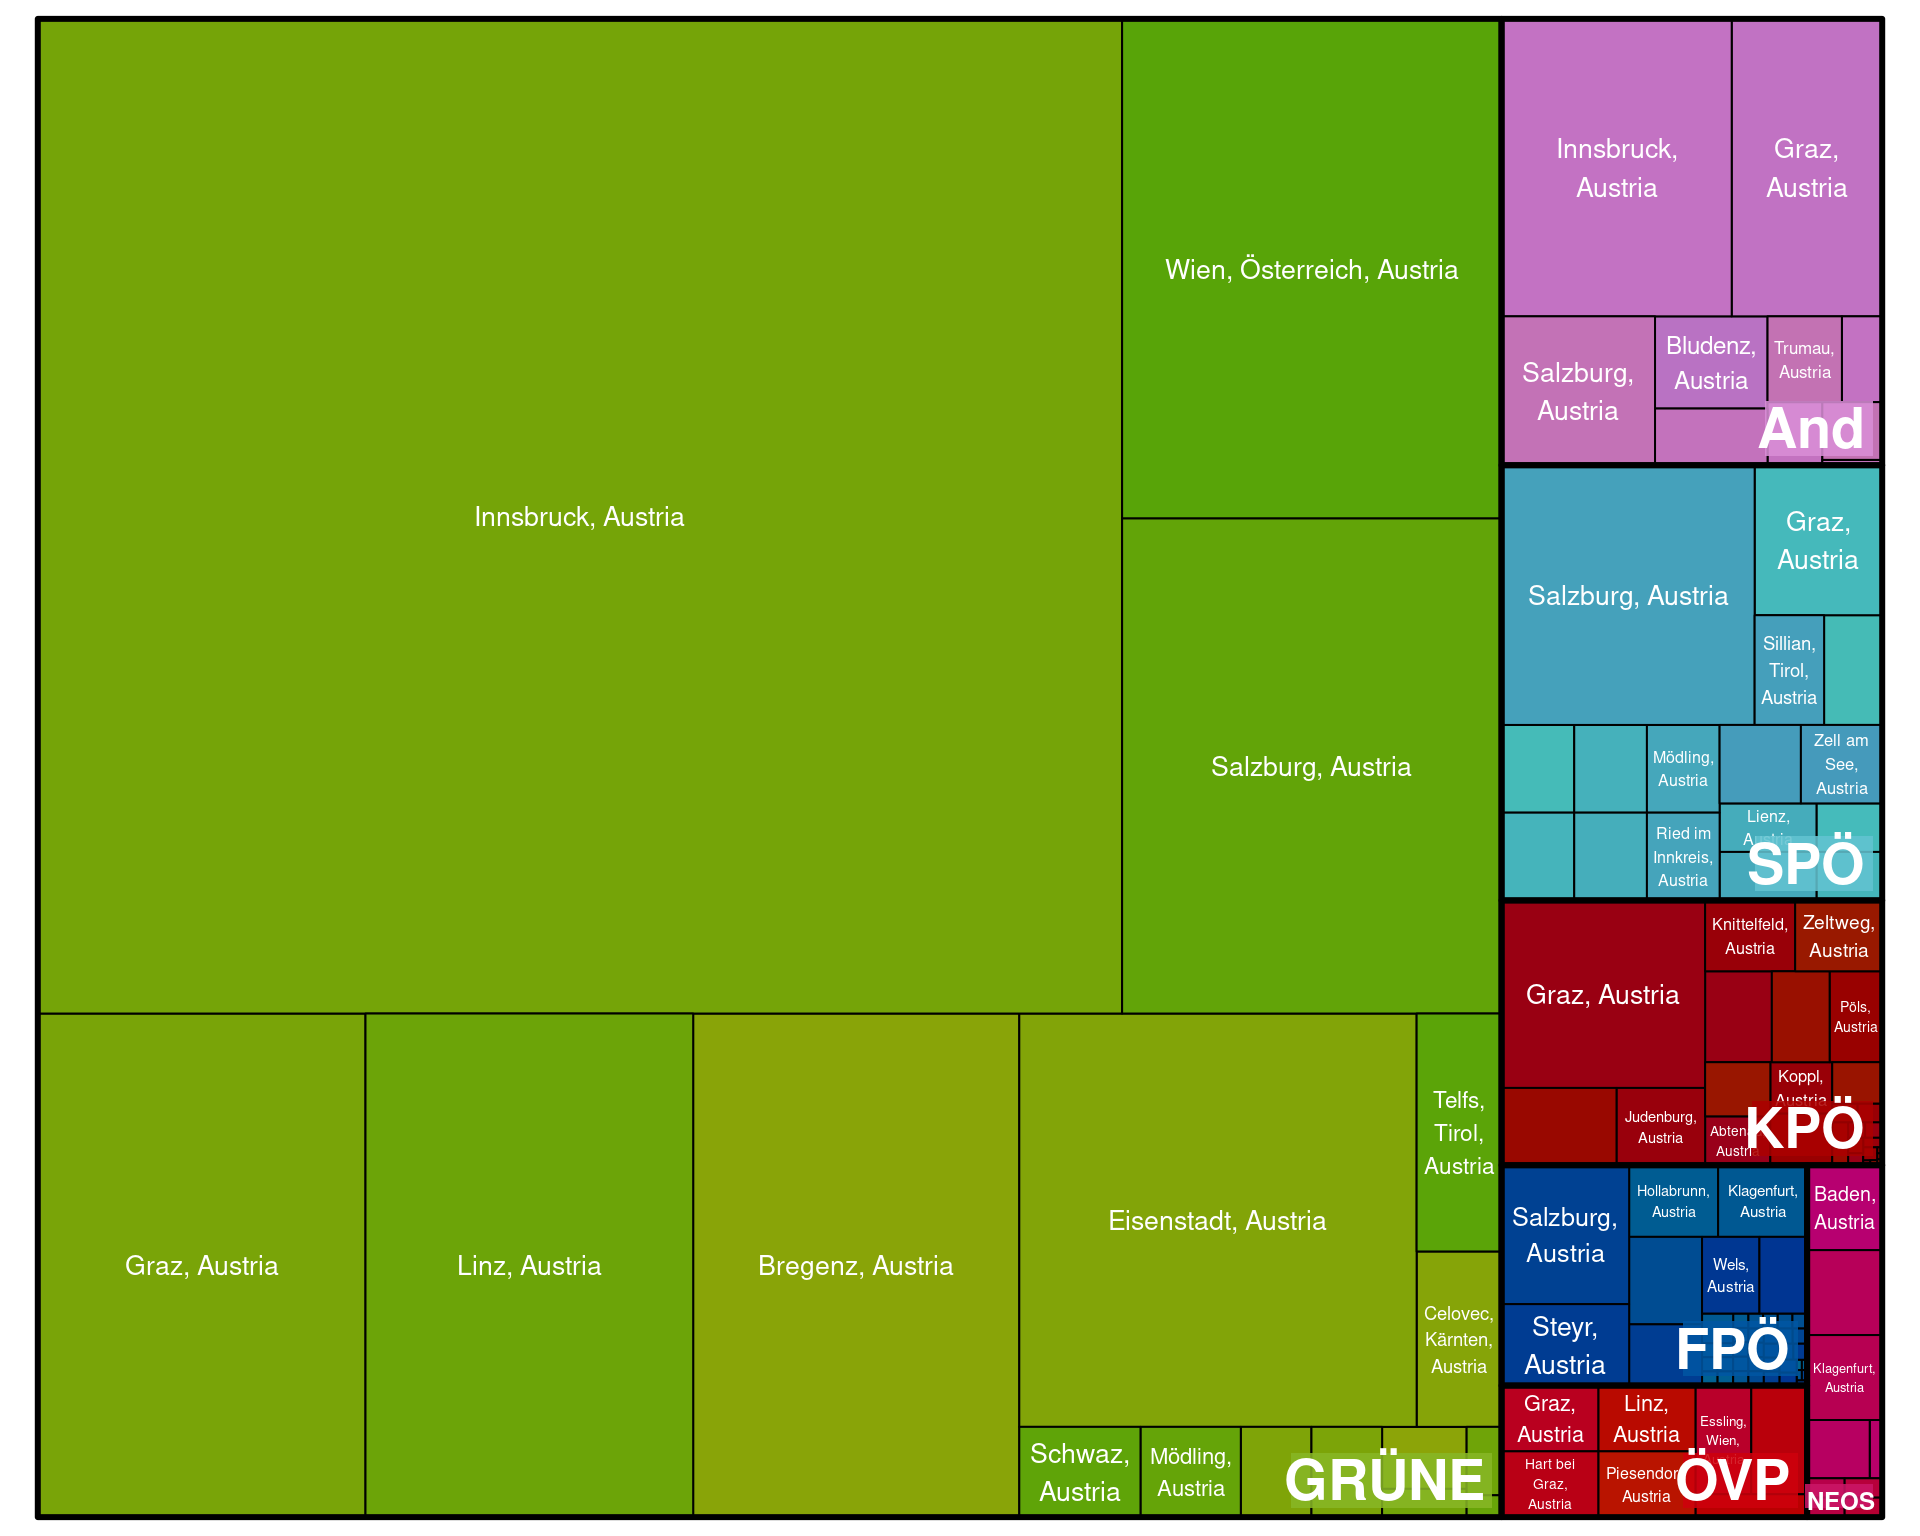 Innsbruck, Austria
Wien, Österreich, Austria
Salzburg, Austria
Graz, Austria
Linz, Austria
Bregenz, Austria
Eisenstadt, Austria
Telfs,
Tirol,
Austria
Celovec,
Kärnten,
Austria
Schwaz,
Austria
Mödling,
Austria
GRÜNE
Innsbruck,
Austria
Graz,
Austria
Salzburg,
Austria
Bludenz,
Austria
Trumau,
Austria
And
Salzburg, Austria
Graz,
Austria
Sillian,
Tirol,
Austria
Mödling,
Austria
Zell am
See,
Austria
Ried im
Innkreis,
Austria
Lienz,
Austria
SPÖ
Graz, Austria
Knittelfeld,
Austria
Zeltweg,
Austria
Pöls,
Austria
Koppl,
Austria
Judenburg,
Austria
Austria
KPÖ
Salzburg,
Austria
Hollabrunn,
Austria
Klagenfurt,
Austria
Wels,
Austria
Steyr,
Austria
FPÖ
Baden,
Austria
Klagenfurt,
Austria
NEOS
Graz,
Austria
Linz,
Austria
Essling,
Wien,
Hart bei
Graz,
Austria
Austria
ÖVP